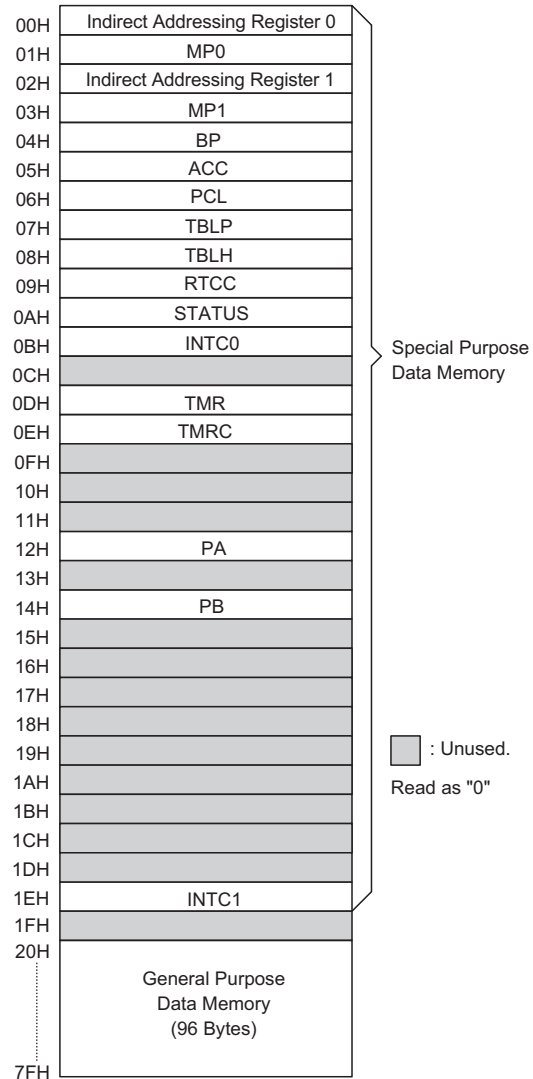 00H Indirect Addressing Register 0
01H MP0
02H Indirect Addressing Register 1
03H MP1
04H BP
05H ACC
06H PCL
07H TBLP
08H TBLH
09H RTCC
0AH STATUS
0BH INTC0
Special Purpose
Data Memory
0CH
0DH TMR
0EH TMRC
0FH
10H
11H
12H PA
13H
14H PB
15H
16H
17H
18H
19H
: Unused.
Read as "0"
1AH
1BH
1CH
1DH
1EH INTC1
1FH
20H
General Purpose
Data Memory
(96 Bytes)
7FH